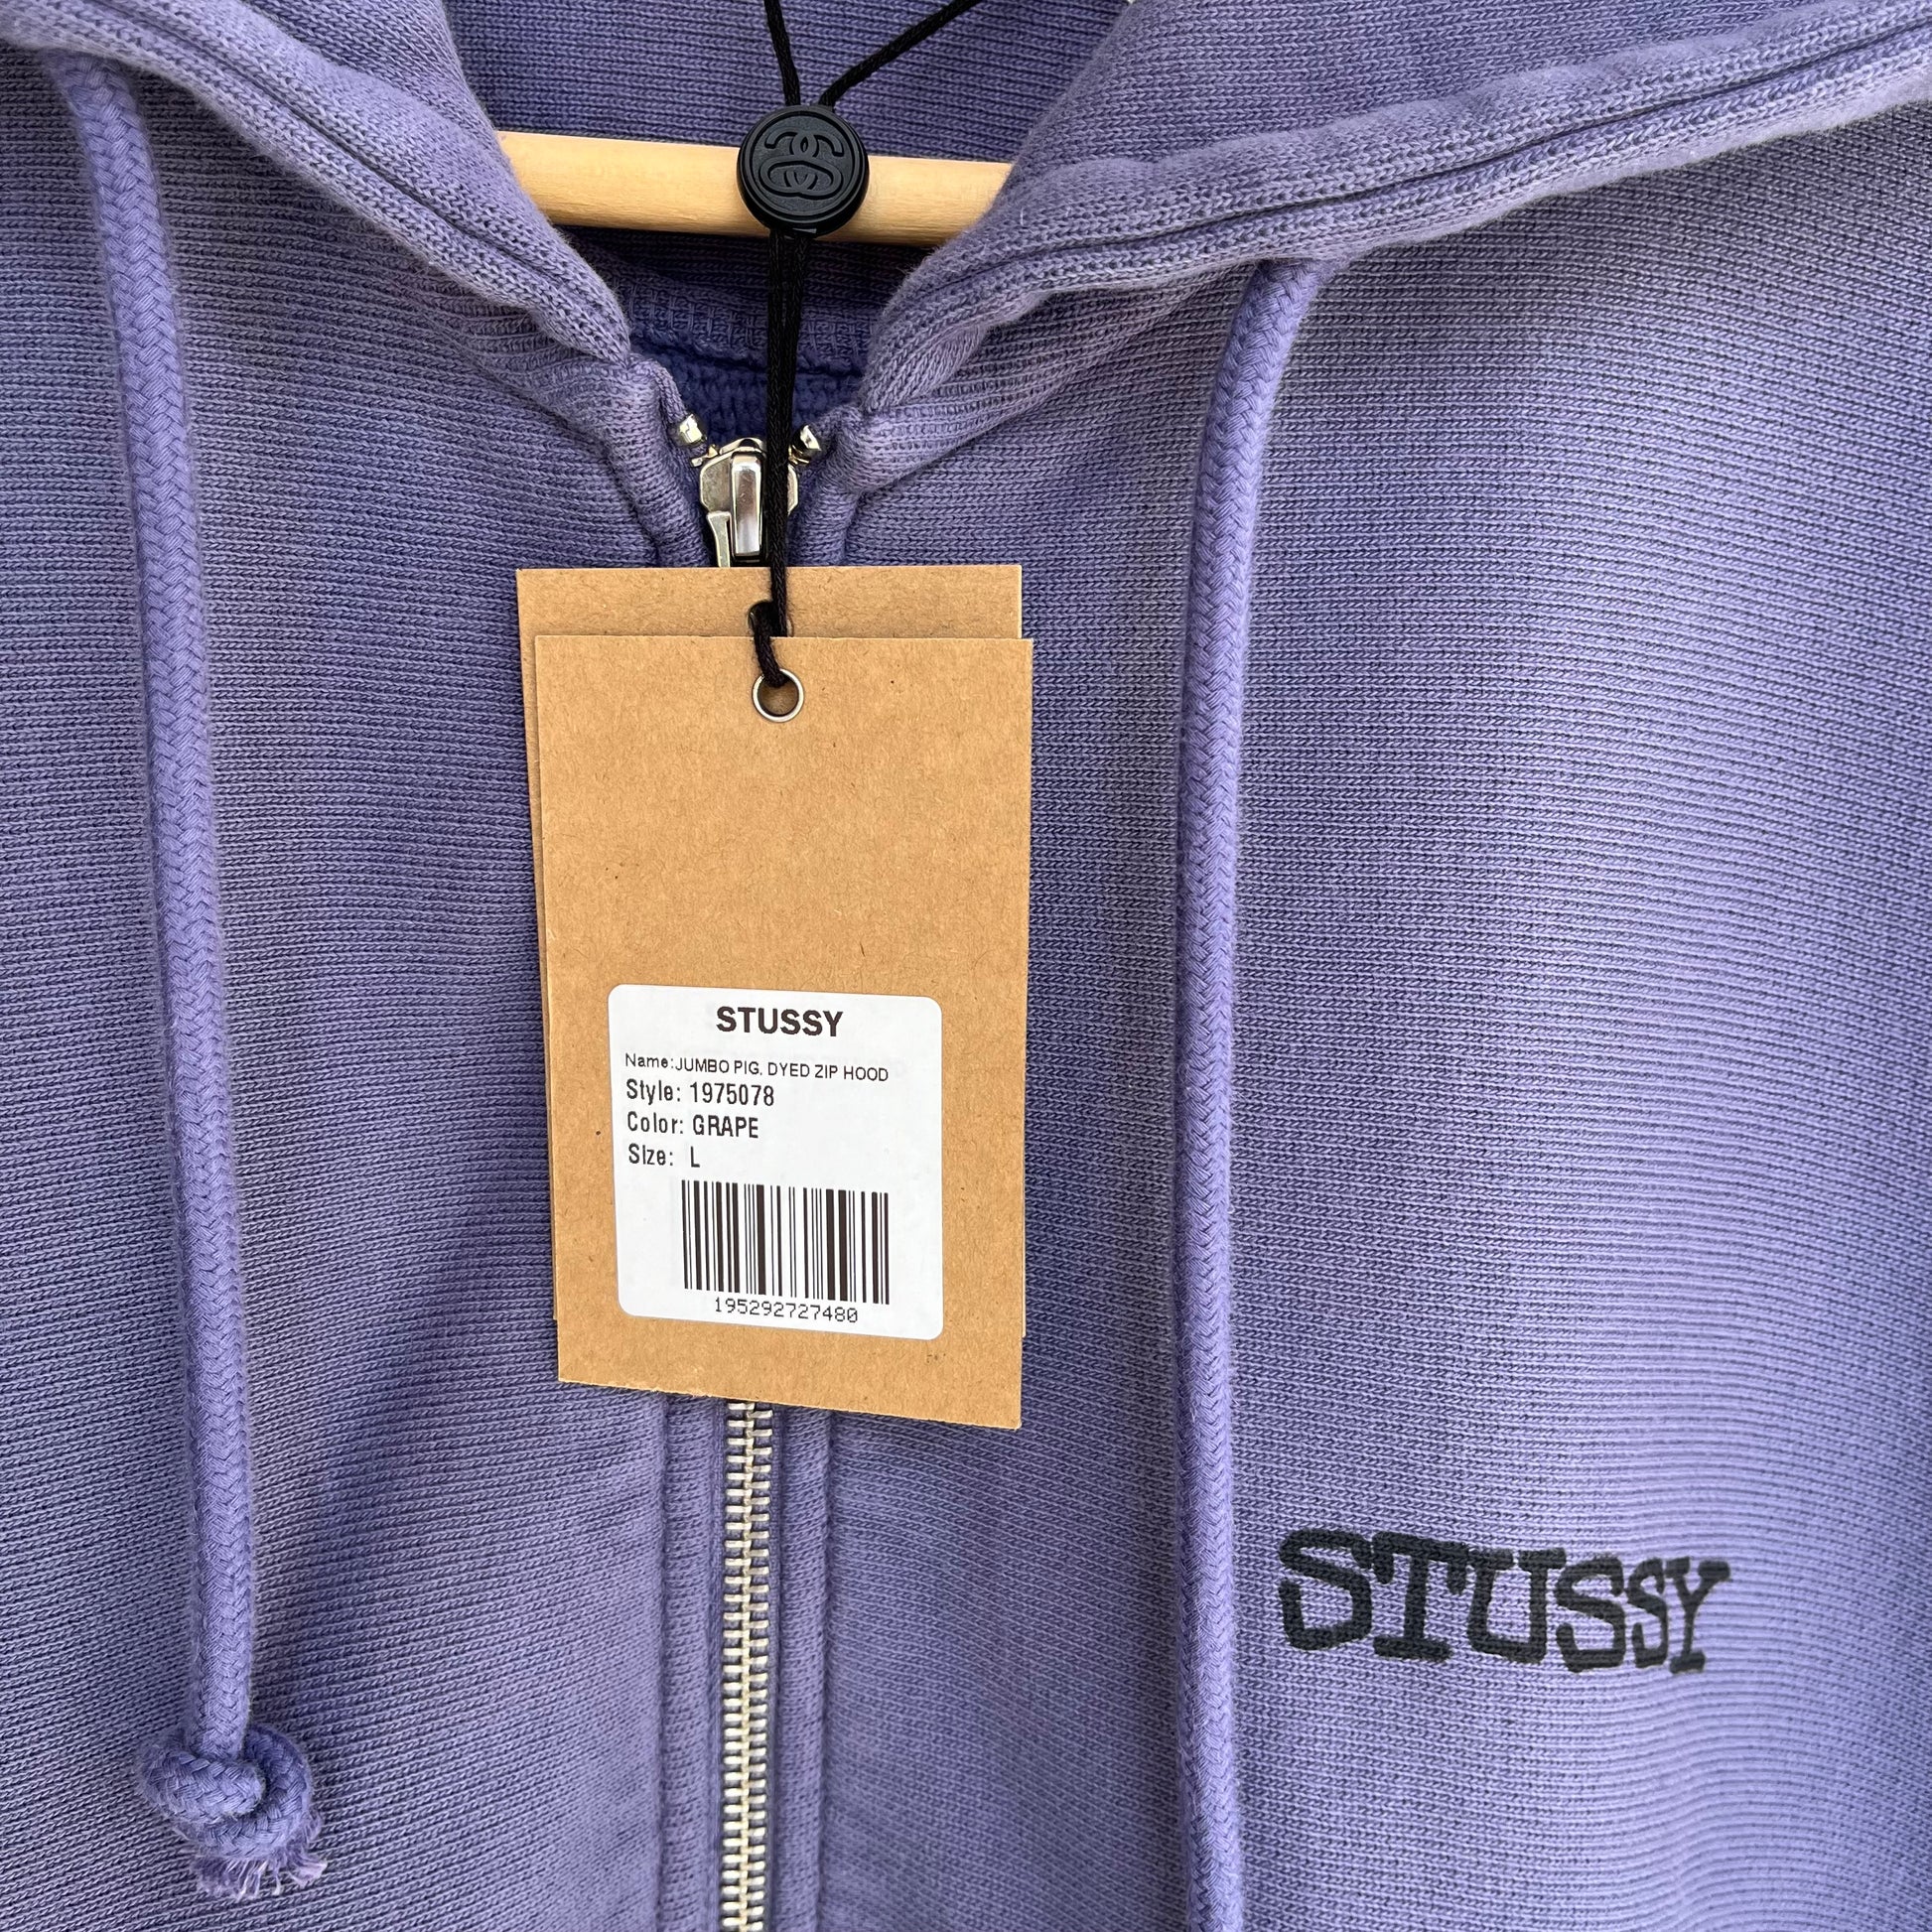 STUSSY
Name:JUMBO PIG. DYED ZIP HOOD
Style: 1975078
Color: GRAPE
Size: L
195292727480
STUSSY